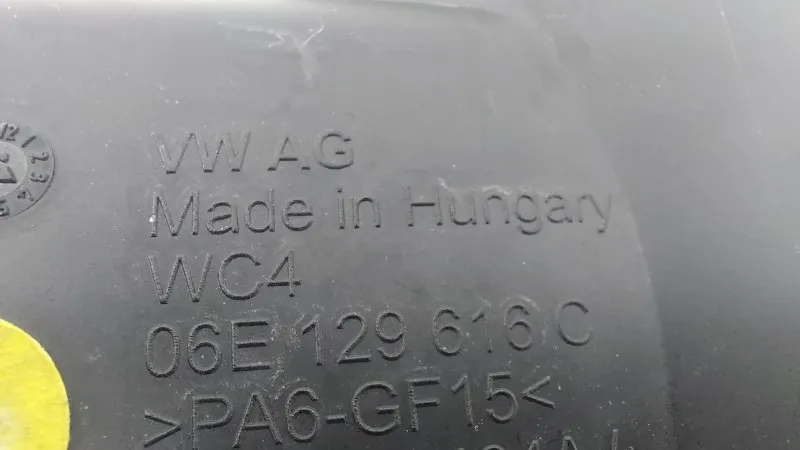 VW AG
Made in Hungary
WC4
06E 129 616 C
>PA6-GF15<